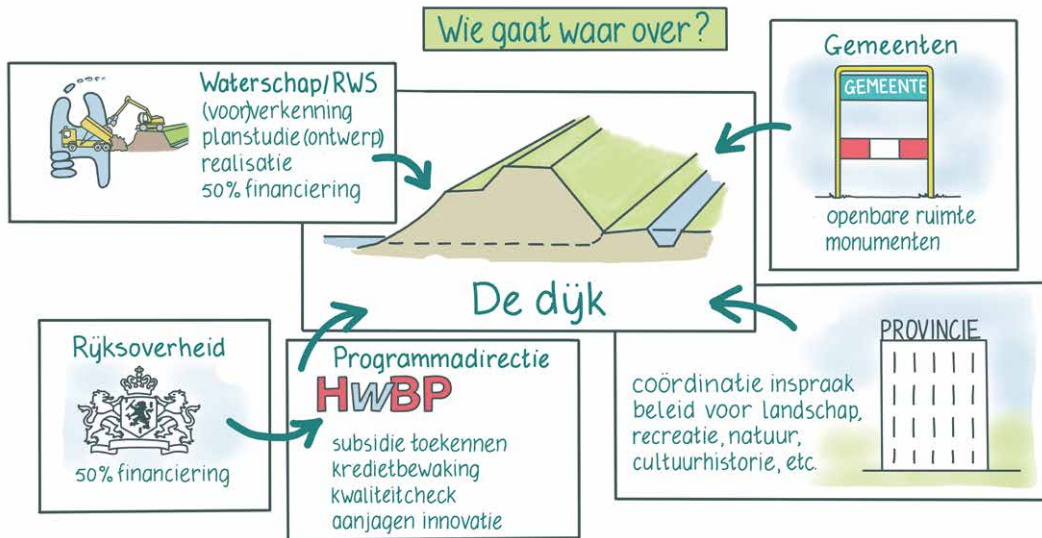 Wie gaat waar over?
Waterschap/RWS
(voor)verkenning
planstudie (ontwerp)
realisatie
50% financiering
Gemeenten
GEMEENTE
openbare ruimte
monumenten
De dijk
Rijksoverheid
50% financiering
Programmadirectie
HWBP
subsidie toekennen
kredietbewaking
kwaliteitcheck
aanjagen innovatie
PROVINCIE
coördinatie inspraak
beleid voor landschap,
recreatie, natuur,
cultuurhistorie, etc.